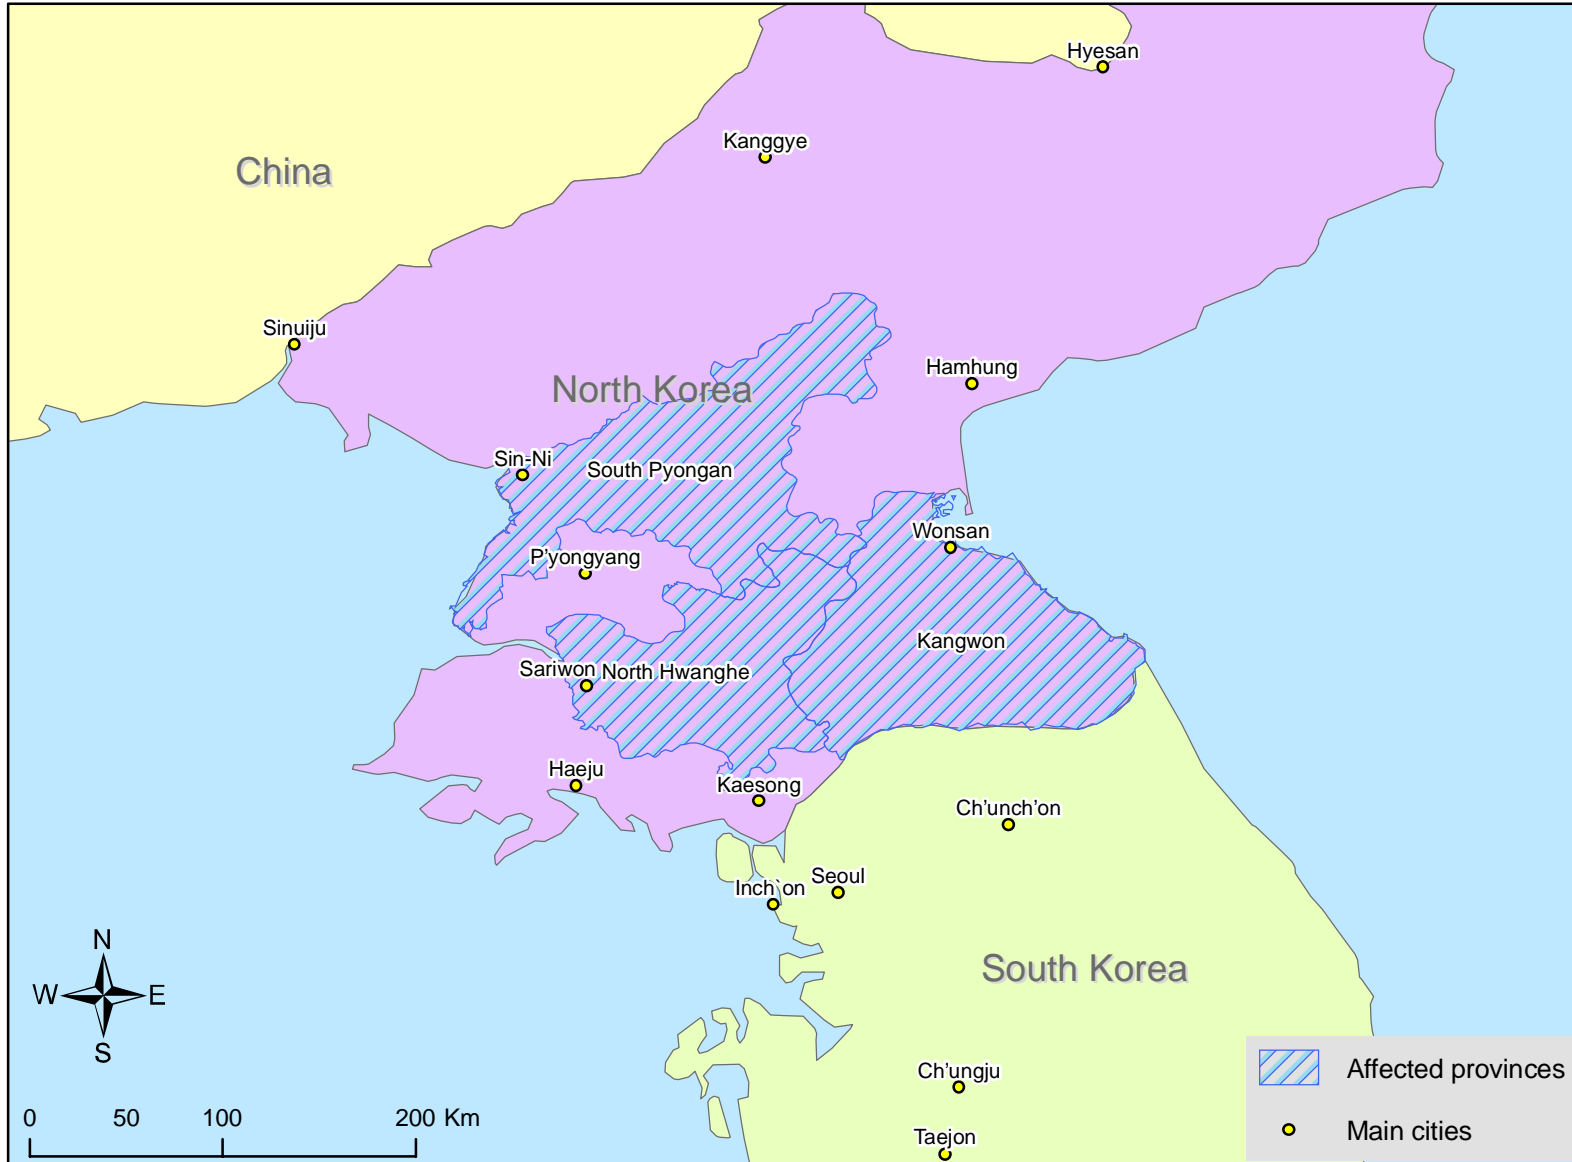 Hyesan
Kanggye
China
Sinuiju
Hamhung
North Korea
Sin-Ni
South Pyongan
Wonsan
P'yongyang
Kangwon
Sariwon
North Hwanghe
Haeju
Kaesong
Ch'unch'on
Seoul
Inch`on
N
W
E
S
South Korea
Ch'ungju
Taejon
0
50
100
200 Km
Affected provinces
Main cities